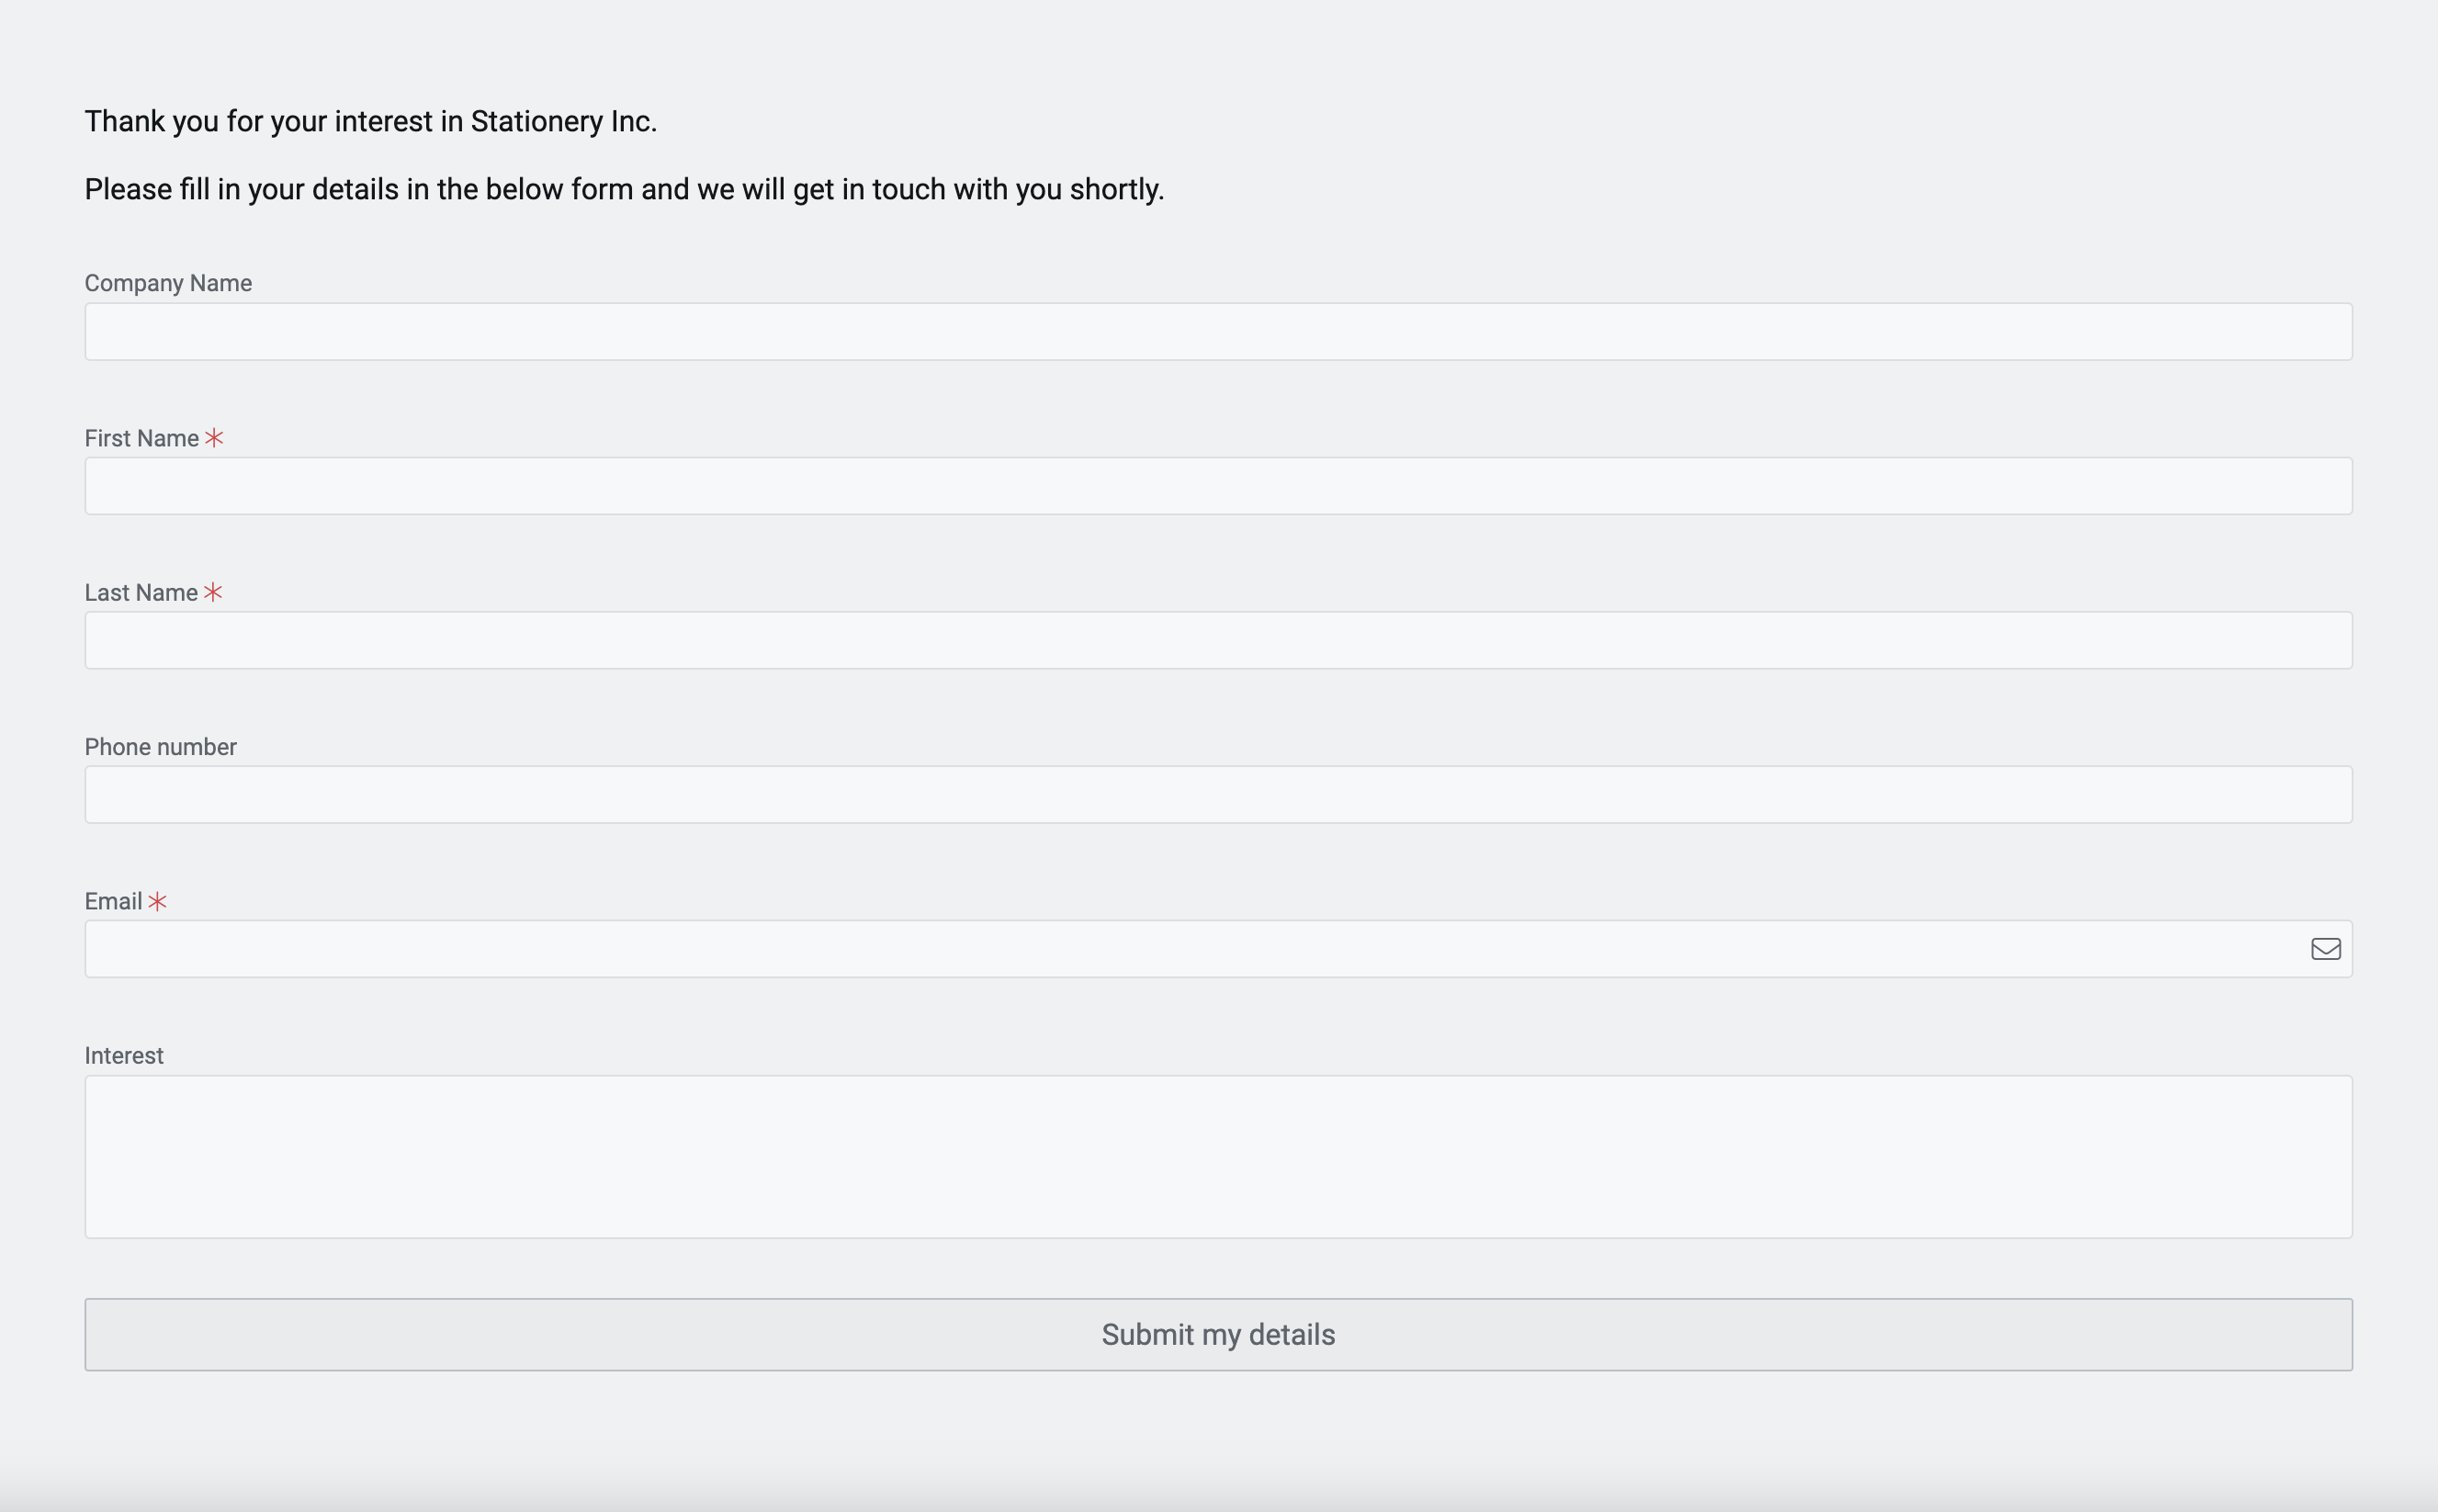 Thank you for your interest in Stationery Inc.
Please fill in your details in the below form and we will get in touch with you shortly.
Company Name
First Name *
Last Name *
Phone number
Email *
Interest
Submit my details